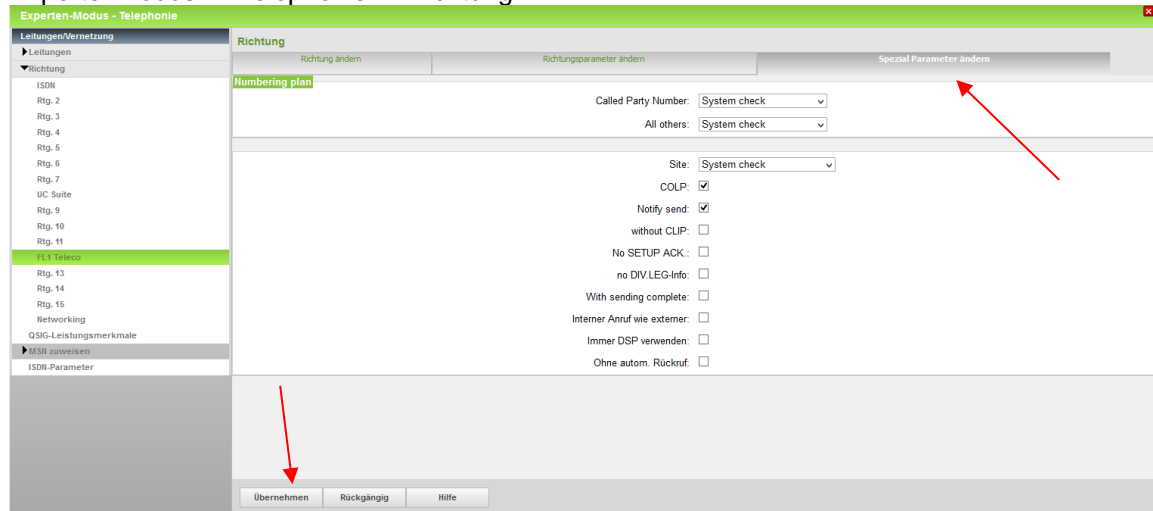 Experten-Modus - Telephonie
Leitungen/Vernetzung
Leitungen
Richtung
ISDN
Rtg. 2
Rtg. 3
Rtg. 4
Rtg. 5
Rtg. 6
Rtg. 7
UC Suite
Rtg. 9
Rtg. 10
Rtg. 11
FL1 Teleco
Rtg. 13
Rtg. 14
Rtg. 15
Networking
QSIG-Leistungsmerkmale
MSN zuweisen
ISDN-Parameter
Richtung
Richtung ändern
Richtungsparameter ändern
Spezial Parameter ändern
Numbering plan
Called Party Number: System check
All others: System check
Site: System check
COLP:
Notify send:
without CLIP:
No SETUP ACK.:
no DIV.LEG-Info:
With sending complete:
Interner Anruf wie externer:
Immer DSP verwenden:
Ohne autom. Rückruf:
Übernehmen
Rückgängig
Hilfe